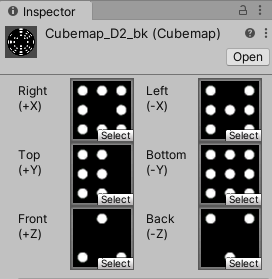 Inspector
Cubemap_D2_bk (Cubemap)
Open
Right Left
(+X) (-X)
Select Select
Top Bottom
(+Y) (-Y)
Select Select
Front Back
(+Z) (-Z)
Select Select